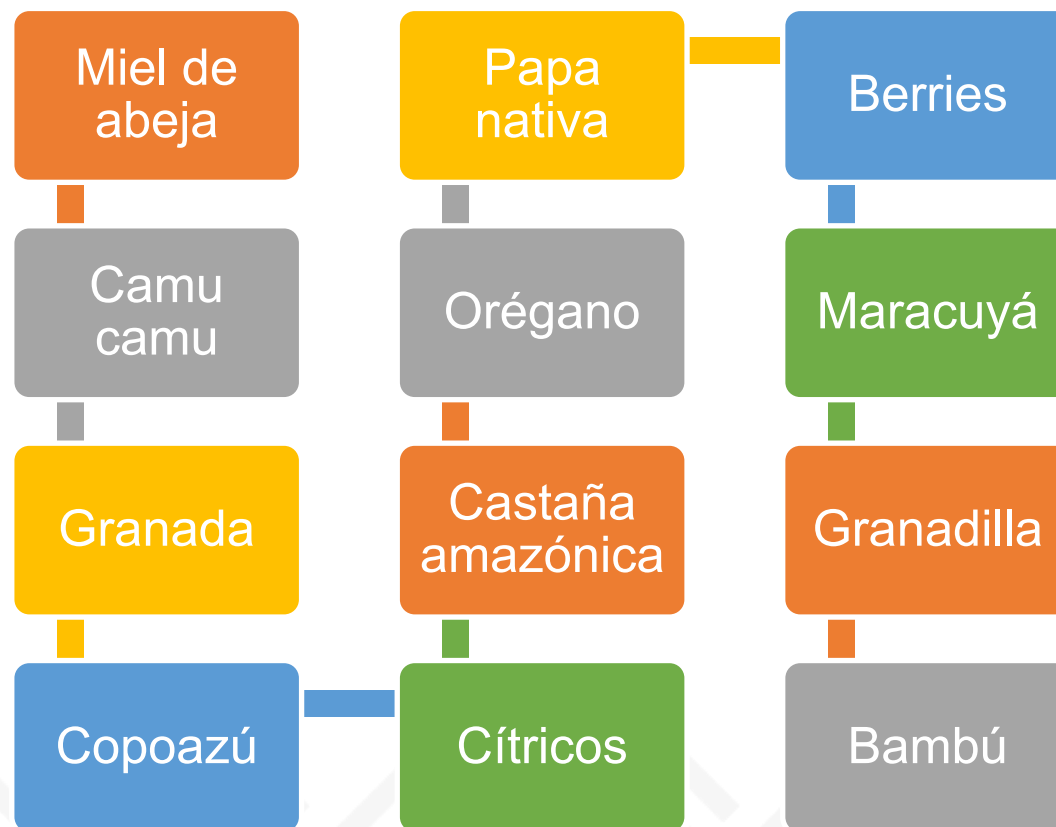 Miel de
abeja
Camu
camu
Granada
Copoazú
Cítricos
Castaña
amazónica
Orégano
Papa
nativa
Berries
Maracuyá
Granadilla
Bambú